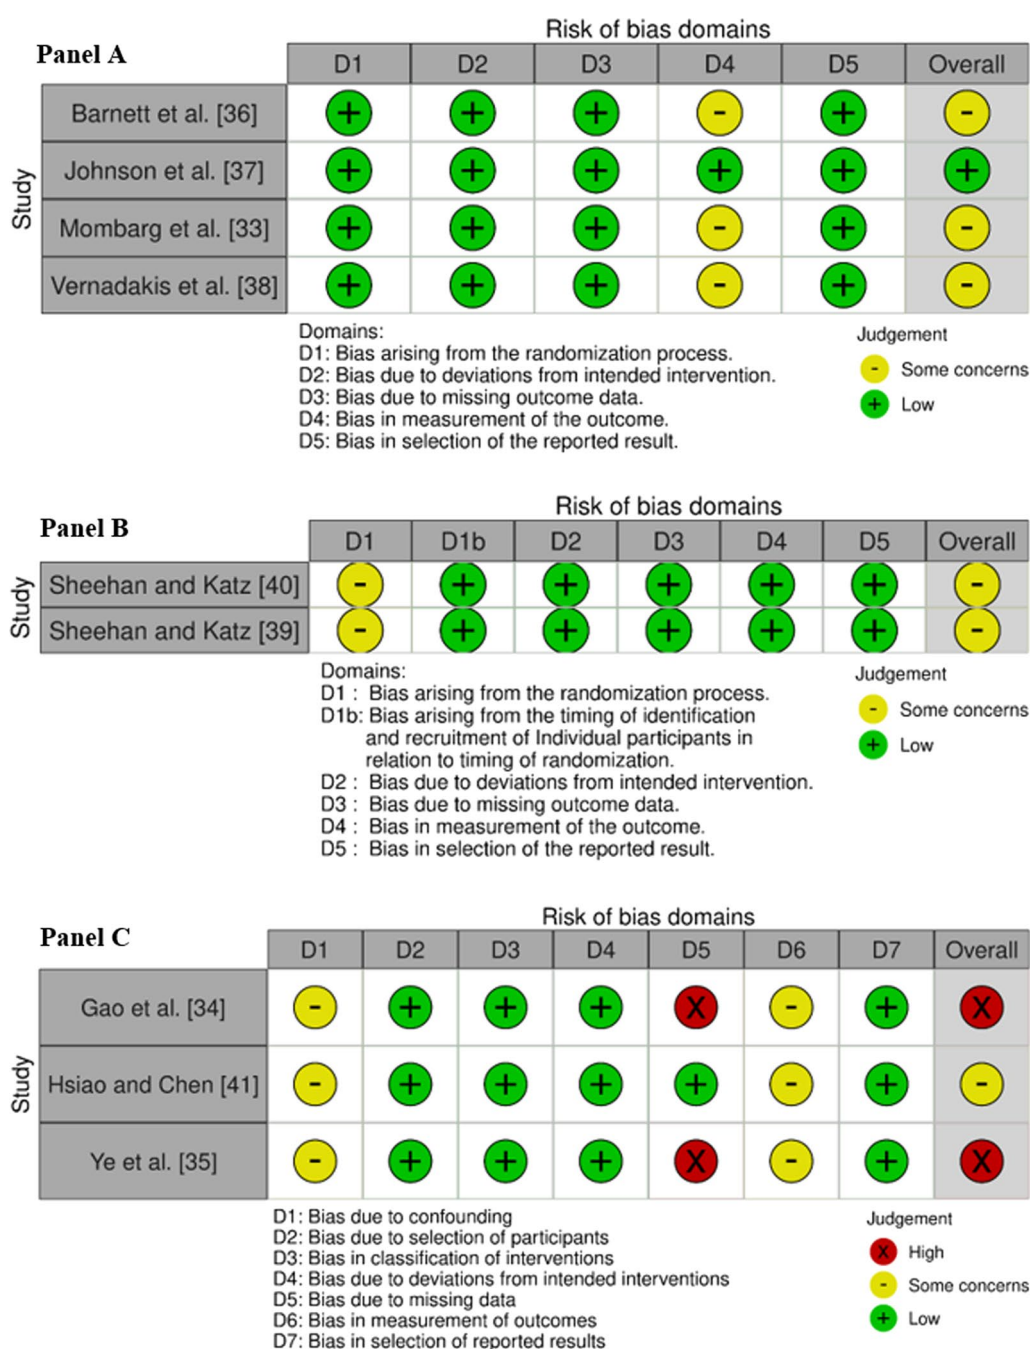 Panel A
Risk of bias domains
D1 D2 D3 D4 D5 Overall
Study
Barnett et al. [36] + + + - + -
Johnson et al. [37] + + + + + +
Mombarg et al. [33] + + + - + -
Vernadakis et al. [38] + + + - + -
Domains:
D1: Bias arising from the randomization process.
D2: Bias due to deviations from intended intervention.
D3: Bias due to missing outcome data.
D4: Bias in measurement of the outcome.
D5: Bias in selection of the reported result.
Judgement
- Some concerns
+ Low
Panel B
Risk of bias domains
D1 D1b D2 D3 D4 D5 Overall
Study
Sheehan and Katz [40] - + + + + + -
Sheehan and Katz [39] - + + + + + -
Domains:
D1 : Bias arising from the randomization process.
D1b: Bias arising from the timing of identification
and recruitment of Individual participants in
relation to timing of randomization.
D2 : Bias due to deviations from intended intervention.
D3 : Bias due to missing outcome data.
D4 : Bias in measurement of the outcome.
D5 : Bias in selection of the reported result.
Judgement
- Some concerns
+ Low
Panel C
Risk of bias domains
D1 D2 D3 D4 D5 D6 D7 Overall
Study
Gao et al. [34] - + + + X - + X
Hsiao and Chen [41] - + + + + - + -
Ye et al. [35] - + + + X - + X
D1: Bias due to confounding
D2: Bias due to selection of participants
D3: Bias in classification of interventions
D4: Bias due to deviations from intended interventions
D5: Bias due to missing data
D6: Bias in measurement of outcomes
D7: Bias in selection of reported results
Judgement
X High
- Some concerns
+ Low